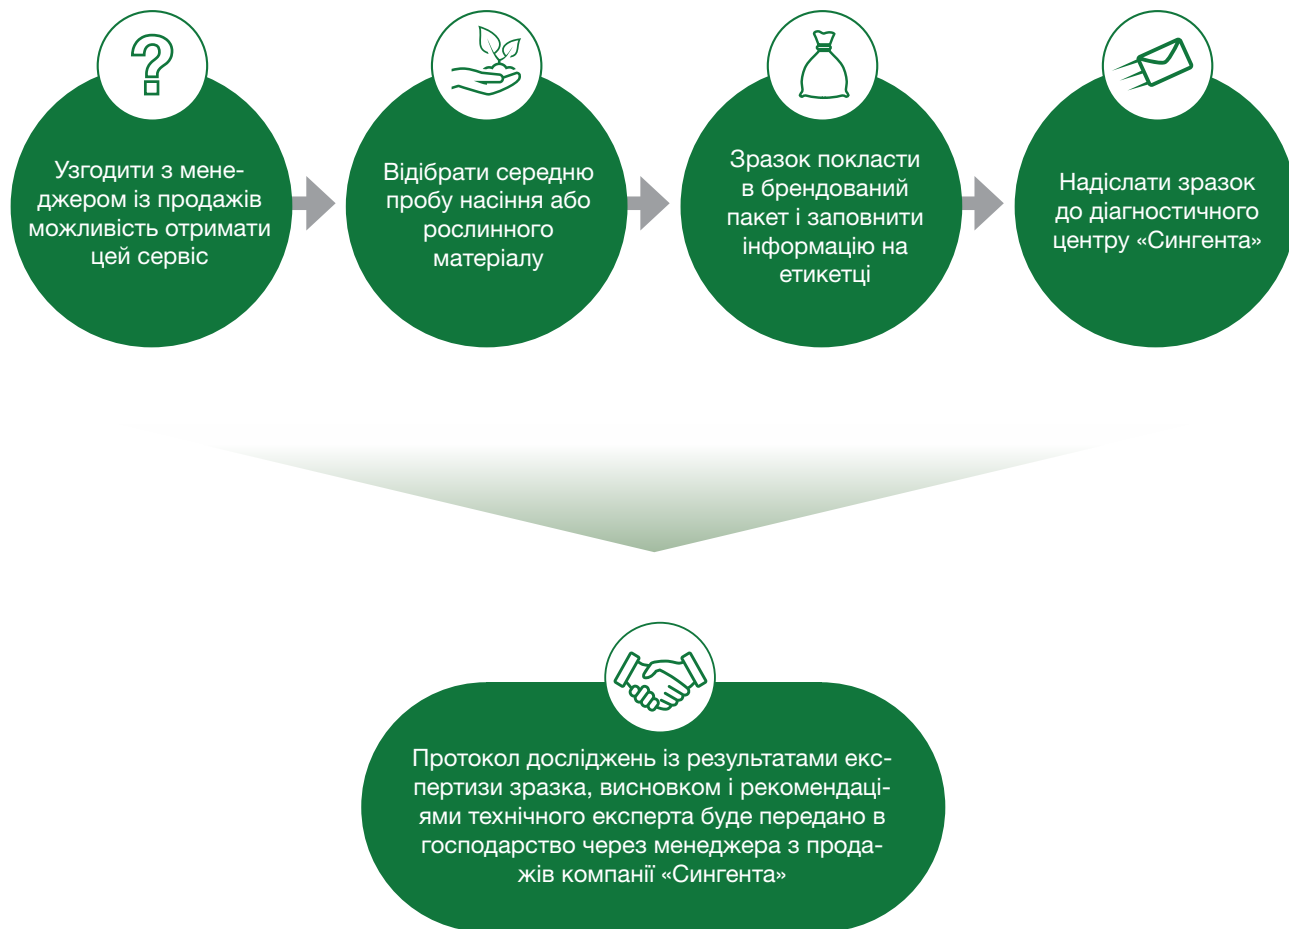 Узгодити з мене-
джером із продажів
можливість отримати
цей сервіс
Відібрати середню
пробу насіння або
рослинного
матеріалу
Зразок покласти
в брендований
пакет і заповнити
інформацію на
етикетці
Надіслати зразок
до діагностичного
центру «Сингента»
Протокол досліджень із результатами екс-
пертизи зразка, висновком і рекомендаці-
ями технічного експерта буде передано в
господарство через менеджера з прода-
жів компанії «Сингента»